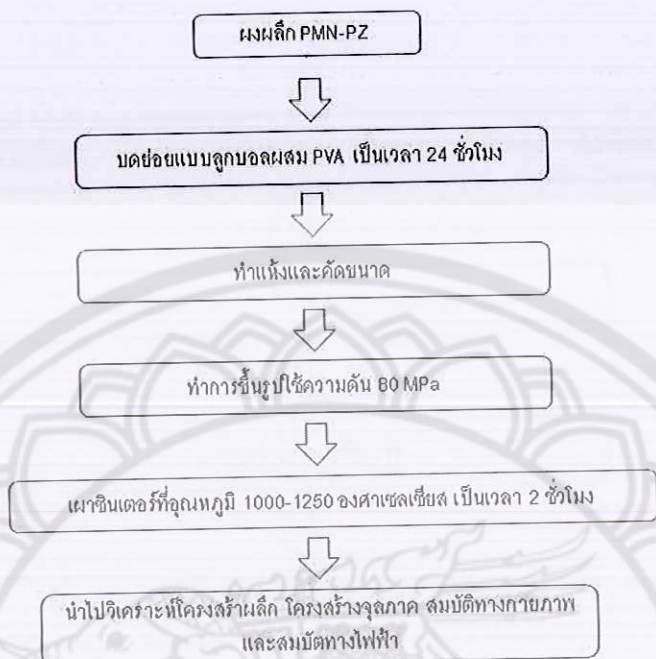 ผงผลึก PMN-PZ
บดย่อยแบบลูกบอลผสม PVA เป็นเวลา 24 ชั่วโมง
ทำแห้งและคัดขนาด
ทำการขึ้นรูปใช้ความดัน 80 MPa
เผาซินเตอร์ที่อุณหภูมิ 1000-1250 องศาเซลเซียส เป็นเวลา 2 ชั่วโมง
นำไปวิเคราะห์โครงสร้าผลึก โครงสร้างจุลภาค สมบัติทางกายภาพ
และสมบัตทางไฟฟ้า